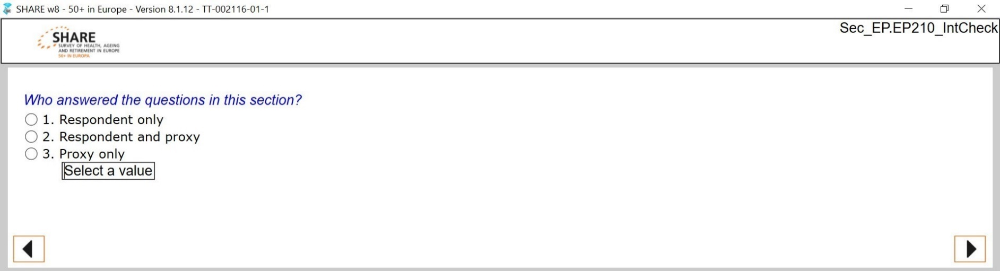 SHARE w8 - 50+ in Europe - Version 8.1.12 - TT-002116-01-1
Sec_EP.EP210_IntCheck
SHARE
SURVEY OF HEALTH, AGEING
AND RETIREMENT IN EUROPE
50+ IN EUROPA
Who answered the questions in this section?
1. Respondent only
2. Respondent and proxy
3. Proxy only
Select a value